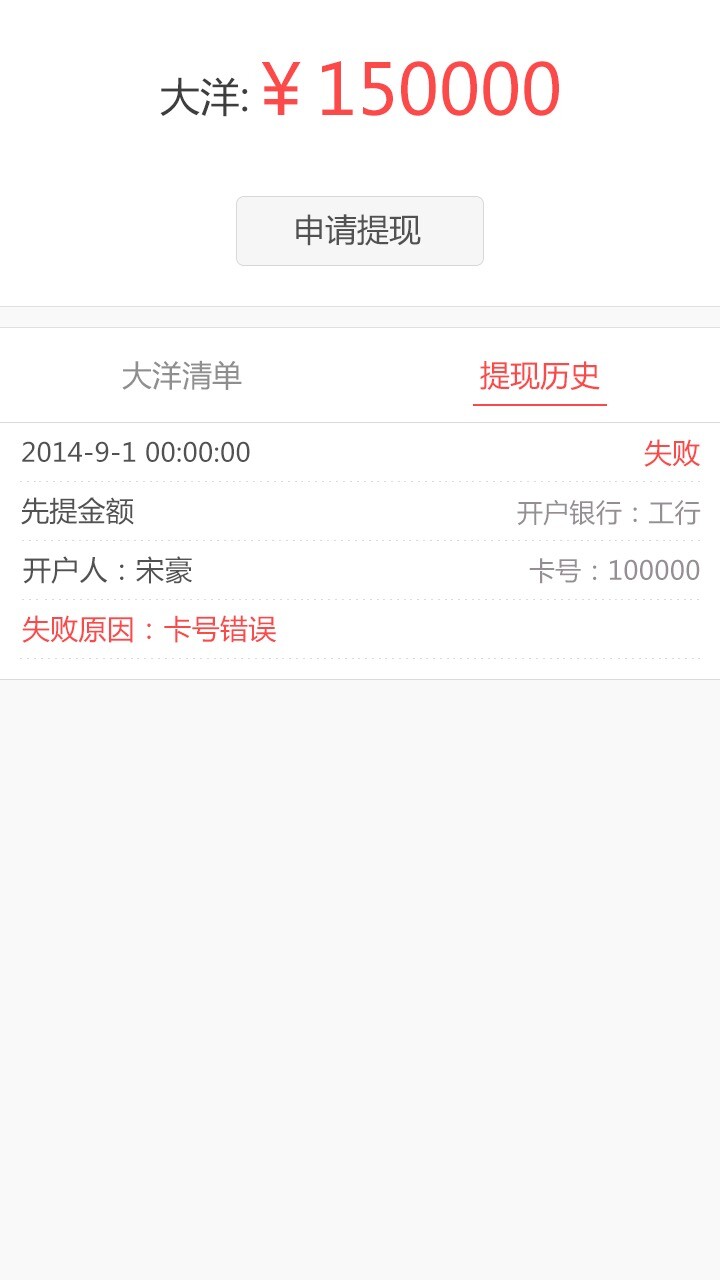 大洋: ¥ 150000
申请提现
大洋清单 提现历史
2014-9-1 00:00:00 失败
先提金额 开户银行：工行
开户人：宋豪 卡号：100000
失败原因：卡号错误